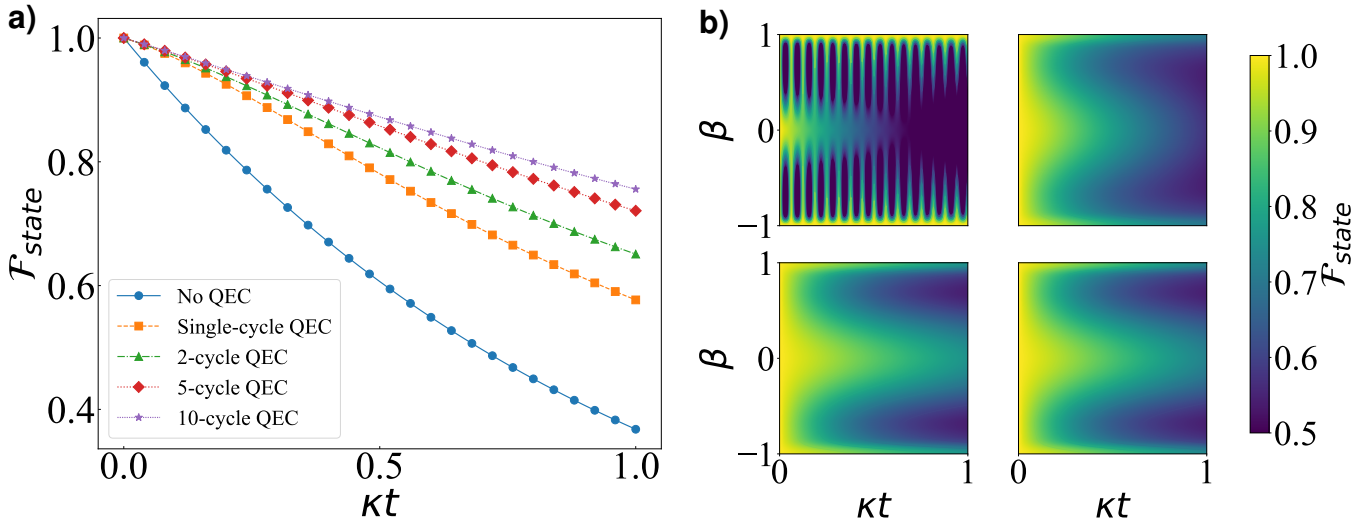 a)
1.0
0.8
0.6
0.4
ℱstate
No QEC
Single-cycle QEC
2-cycle QEC
5-cycle QEC
10-cycle QEC
0.0 0.5 1.0
κt
b)
1
β 0
−1
1
β 0
−1
0 1
κt
0 1
κt
1.0
0.9
0.8
0.7
0.6
0.5
ℱstate